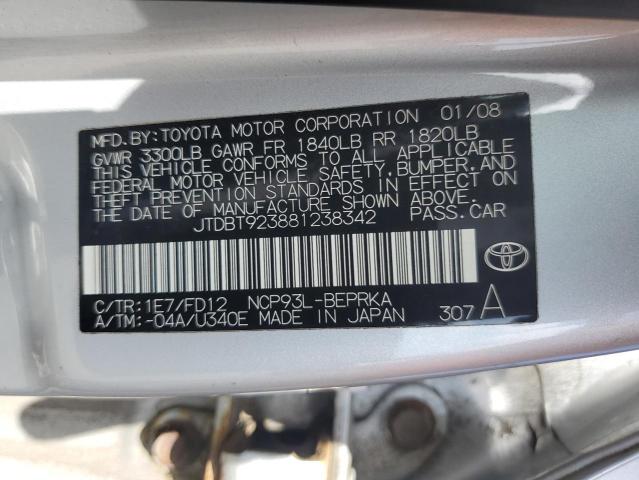 MFD.BY:TOYOTA MOTOR CORPORATION 01/08
GVWR 3300LB GAWR FR 1840LB RR 1820LB
THIS VEHICLE CONFORMS TO ALL APPLICABLE
FEDERAL MOTOR VEHICLE SAFETY,BUMPER,AND
THEFT PREVENTION STANDARDS IN EFFECT ON
THE DATE OF MANUFACTURE SHOWN ABOVE.
JTDBT923881238342 PASS.CAR
C/TR:1E7/FD12 NCP93L-BEPRKA
A/TM:-04A/U340E MADE IN JAPAN 307 A